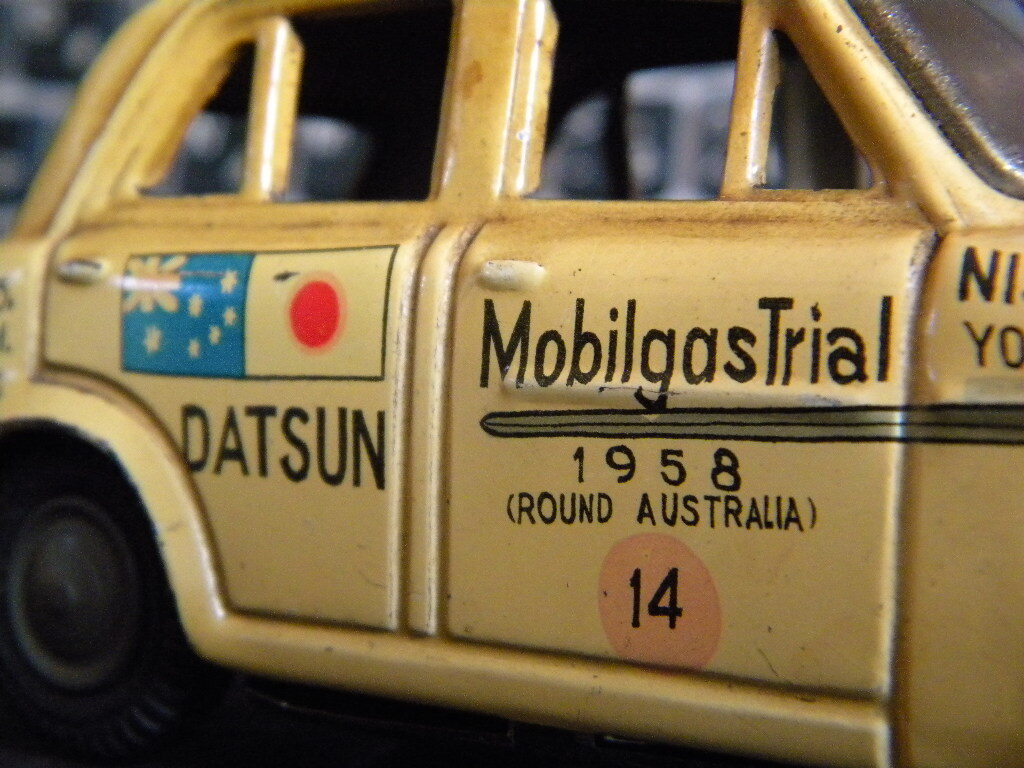 MobilgasTrial
DATSUN
1958
(ROUND AUSTRALIA)
14